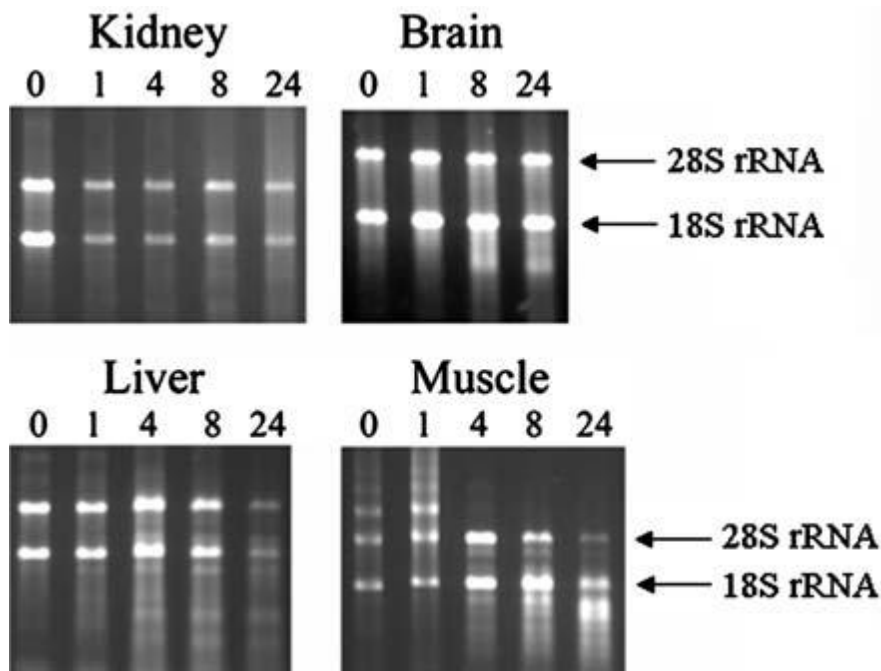 Kidney Brain
0 1 4 8 24 0 1 8 24
28S rRNA
18S rRNA
Liver Muscle
0 1 4 8 24 0 1 4 8 24
28S rRNA
18S rRNA